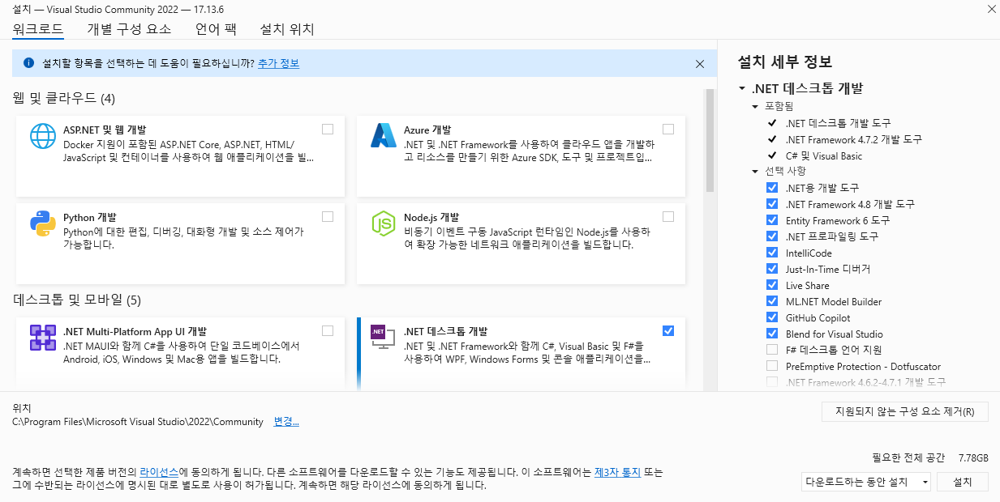 설치 — Visual Studio Community 2022 — 17.13.6
워크로드 개별 구성 요소 언어 팩 설치 위치
설치할 항목을 선택하는 데 도움이 필요하십니까? 추가 정보
웹 및 클라우드 (4)
ASP.NET 및 웹 개발
Docker 지원이 포함된 ASP.NET Core, ASP.NET, HTML/
JavaScript 및 컨테이너를 사용하여 웹 애플리케이션을 빌...
Azure 개발
.NET 및 .NET Framework를 사용하여 클라우드 앱을 개발하
고 리소스를 만들기 위한 Azure SDK, 도구 및 프로젝트입...
Python 개발
Python에 대한 편집, 디버깅, 대화형 개발 및 소스 제어가
가능합니다.
JS
Node.js 개발
비동기 이벤트 구동 JavaScript 런타임인 Node.js를 사용하
여 확장 가능한 네트워크 애플리케이션을 빌드합니다.
데스크톱 및 모바일 (5)
.NET Multi-Platform App UI 개발
.NET MAUI와 함께 C#을 사용하여 단일 코드베이스에서
Android, iOS, Windows 및 Mac용 앱을 빌드합니다.
.NET
.NET 데스크톱 개발
.NET 및 .NET Framework와 함께 C#, Visual Basic 및 F#을
사용하여 WPF, Windows Forms 및 콘솔 애플리케이션을...
설치 세부 정보
.NET 데스크톱 개발
포함됨
.NET 데스크톱 개발 도구
.NET Framework 4.7.2 개발 도구
C# 및 Visual Basic
선택 사항
.NET용 개발 도구
.NET Framework 4.8 개발 도구
Entity Framework 6 도구
.NET 프로파일링 도구
IntelliCode
Just-In-Time 디버거
Live Share
ML.NET Model Builder
GitHub Copilot
Blend for Visual Studio
F# 데스크톱 언어 지원
PreEmptive Protection - Dotfuscator
.NET Framework 4.6.2-4.7.1 개발 도구
위치
C:\Program Files\Microsoft Visual Studio\2022\Community 변경...
지원되지 않는 구성 요소 제거(R)
필요한 전체 공간 7.78GB
계속하면 선택한 제품 버전의 라이선스에 동의하게 됩니다. 다른 소프트웨어를 다운로드할 수 있는 기능도 제공됩니다. 이 소프트웨어는 제3자 통지 또는
그에 수반되는 라이선스에 명시된 대로 별도로 사용이 허가됩니다. 계속하면 해당 라이선스에 동의하게 됩니다.
다운로드하는 동안 설치 설치